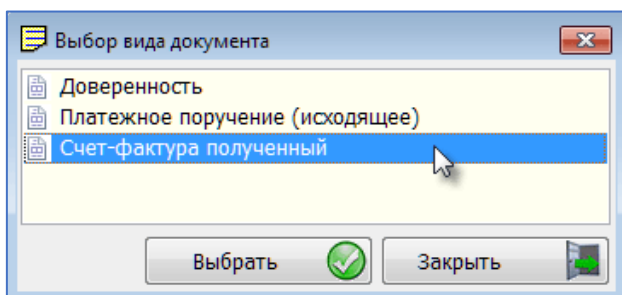 Выбор вида документа
Доверенность
Платежное поручение (исходящее)
Счет-фактура полученный
Выбрать
Закрыть